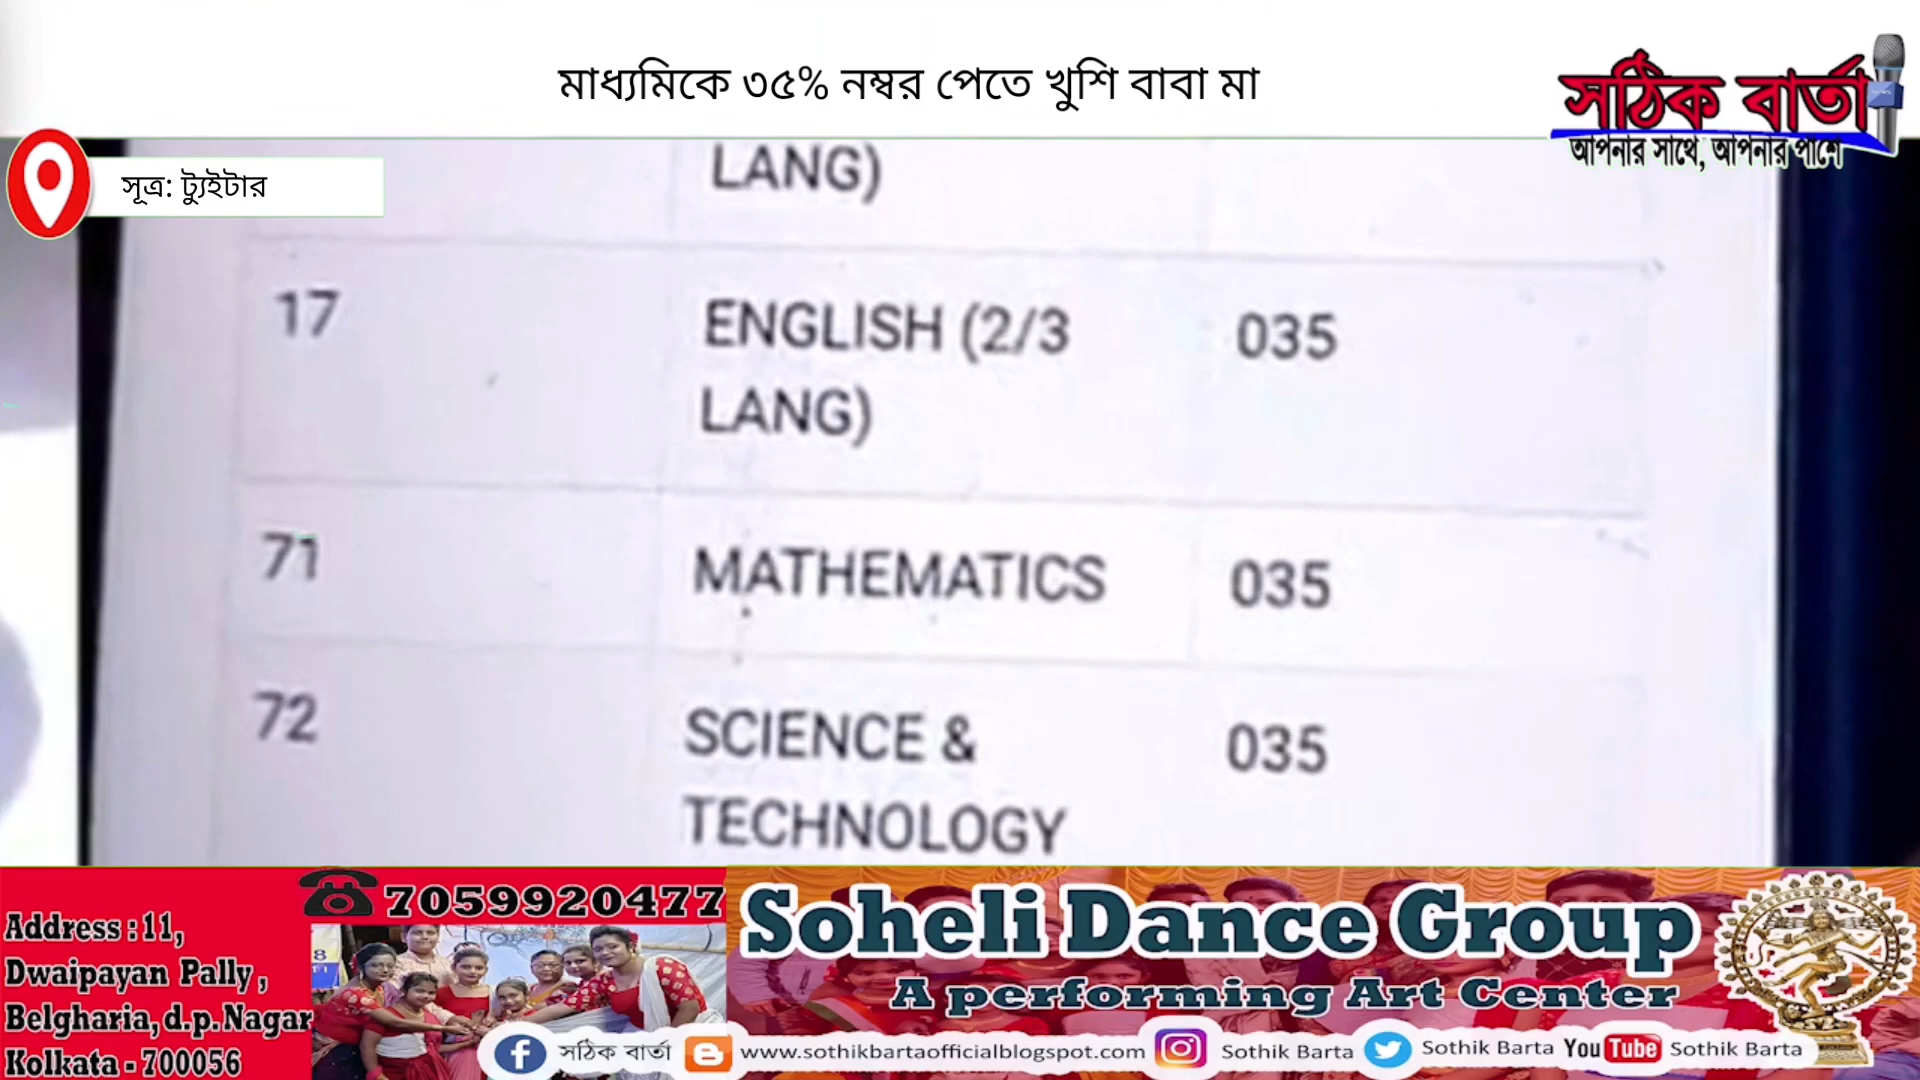 মাধ্যমিকে ৩৫% নম্বর পেতে খুশি বাবা মা
সঠিক বার্তা
আপনার সাথে, আপনার পাশে
সূত্র: ট্যুইটার
LANG)
17 ENGLISH (2/3 035
LANG)
71 MATHEMATICS 035
72 SCIENCE & 035
TECHNOLOGY
7059920477
Address : 11,
Dwaipayan Pally,
Belgharia, d.p. Nagar
Kolkata - 700056
Soheli Dance Group
A performing Art Center
সঠিক বার্তা www.sothikbartaofficialblogspot.com Sothik Barta Sothik Barta YouTube Sothik Barta